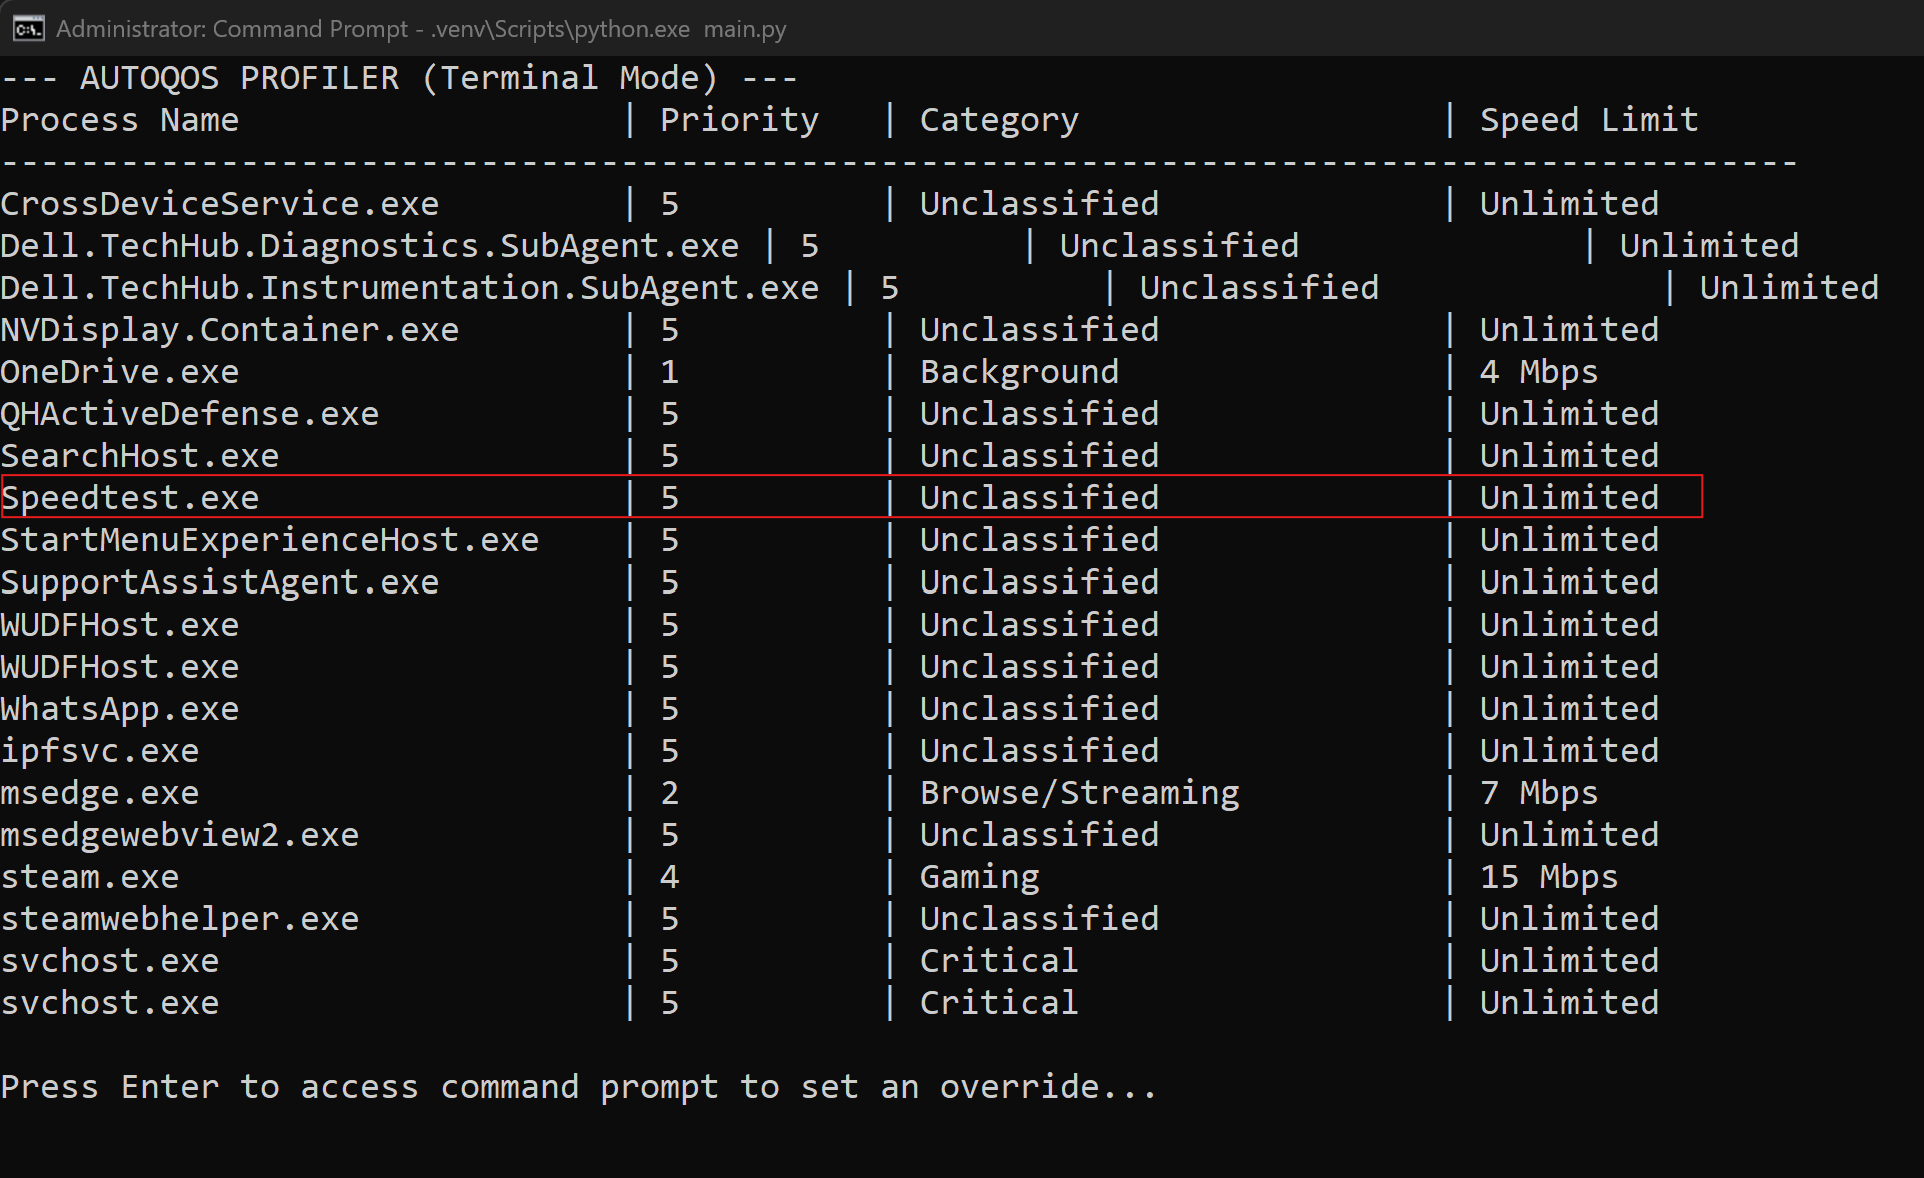 Administrator: Command Prompt - .venv\Scripts\python.exe  main.py
--- AUTOQOS PROFILER (Terminal Mode) ---
Process Name                   | Priority   | Category                  | Speed Limit
------------------------------------------------------------------------------------------
CrossDeviceService.exe         | 5          | Unclassified              | Unlimited
Dell.TechHub.Diagnostics.SubAgent.exe | 5          | Unclassified              | Unlimited
Dell.TechHub.Instrumentation.SubAgent.exe | 5          | Unclassified              | Unlimited
NVDisplay.Container.exe        | 5          | Unclassified              | Unlimited
OneDrive.exe                   | 1          | Background                | 4 Mbps
QHActiveDefense.exe            | 5          | Unclassified              | Unlimited
SearchHost.exe                 | 5          | Unclassified              | Unlimited
Speedtest.exe                  | 5          | Unclassified              | Unlimited
StartMenuExperienceHost.exe    | 5          | Unclassified              | Unlimited
SupportAssistAgent.exe         | 5          | Unclassified              | Unlimited
WUDFHost.exe                   | 5          | Unclassified              | Unlimited
WUDFHost.exe                   | 5          | Unclassified              | Unlimited
WhatsApp.exe                   | 5          | Unclassified              | Unlimited
ipfsvc.exe                     | 5          | Unclassified              | Unlimited
msedge.exe                     | 2          | Browse/Streaming          | 7 Mbps
msedgewebview2.exe             | 5          | Unclassified              | Unlimited
steam.exe                      | 4          | Gaming                    | 15 Mbps
steamwebhelper.exe             | 5          | Unclassified              | Unlimited
svchost.exe                    | 5          | Critical                  | Unlimited
svchost.exe                    | 5          | Critical                  | Unlimited
Press Enter to access command prompt to set an override...